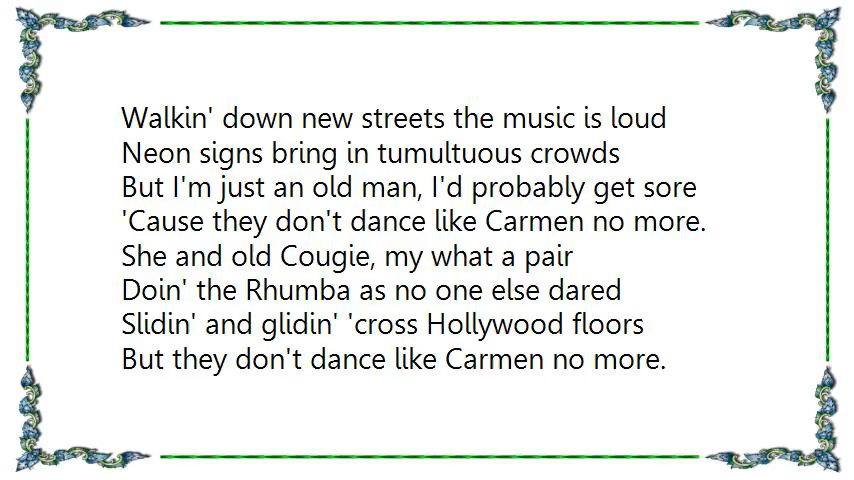 Walkin' down new streets the music is loud
Neon signs bring in tumultuous crowds
But I'm just an old man, I'd probably get sore
'Cause they don't dance like Carmen no more.
She and old Cougie, my what a pair
Doin' the Rhumba as no one else dared
Slidin' and glidin' 'cross Hollywood floors
But they don't dance like Carmen no more.